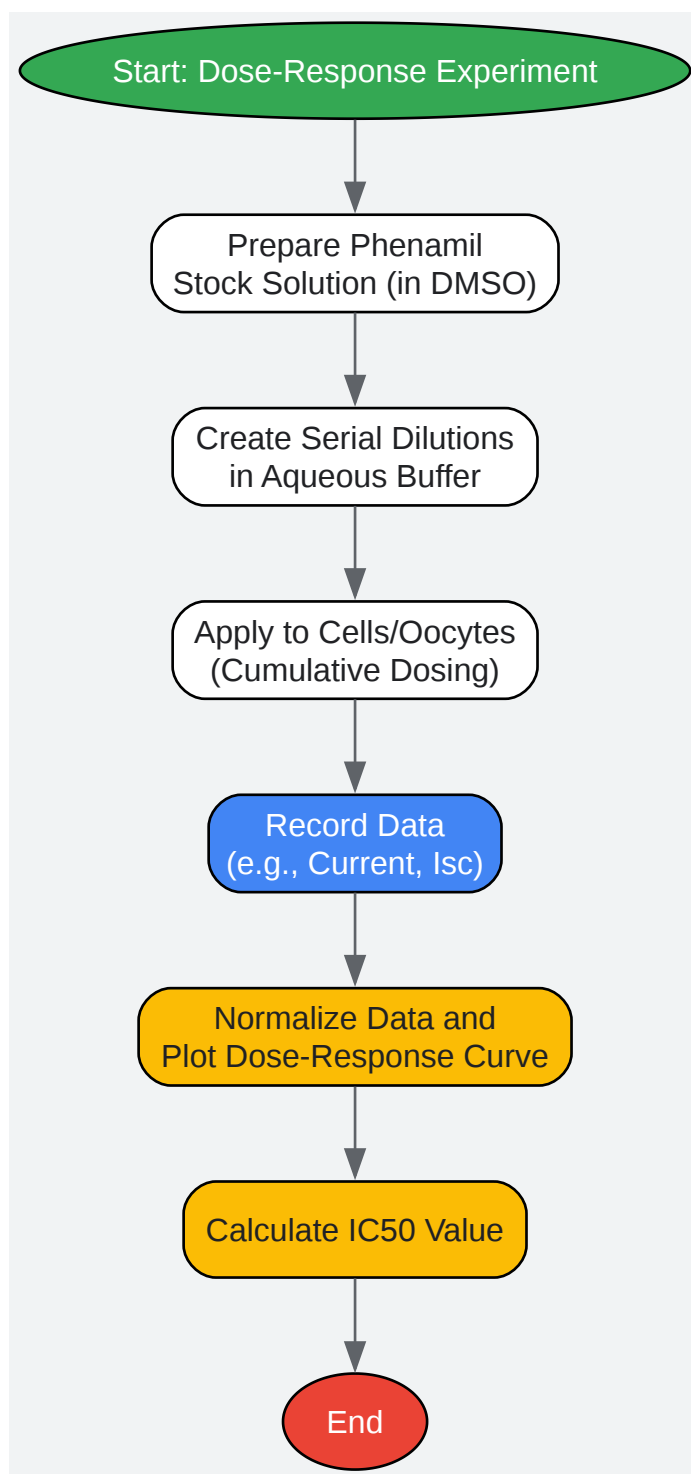 Start: Dose-Response Experiment
Prepare Phenamil
Stock Solution (in DMSO)
Create Serial Dilutions
in Aqueous Buffer
Apply to Cells/Oocytes
(Cumulative Dosing)
Record Data
(e.g., Current, Isc)
Normalize Data and
Plot Dose-Response Curve
Calculate IC50 Value
End